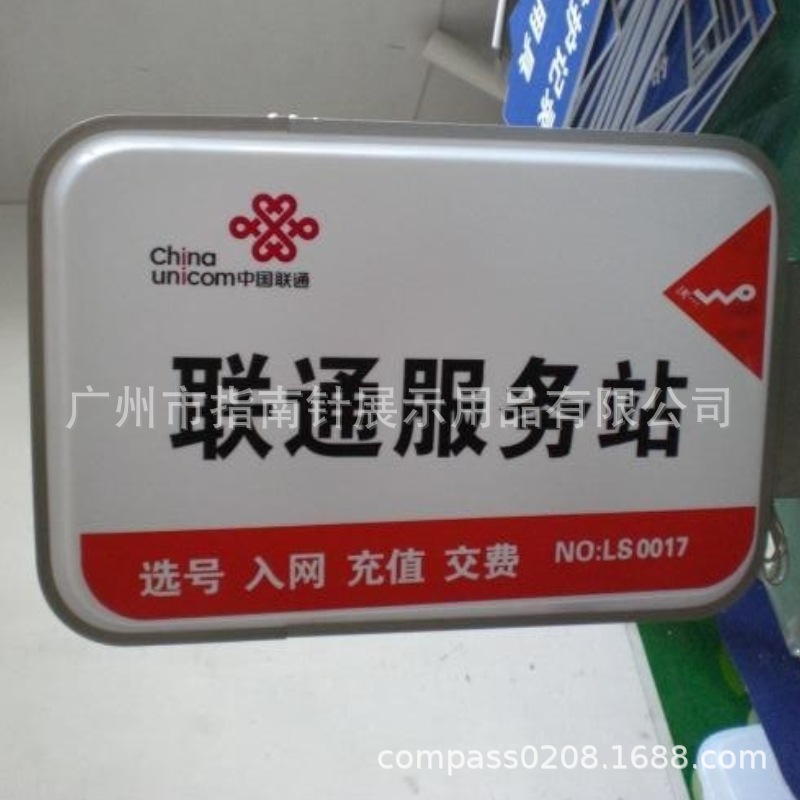 China
unicom中国联通
沃 wo
联通服务站
广州市指南针展示用品有限公司
选号 入网 充值 交费 NO:LS0017
compass0208.1688.com